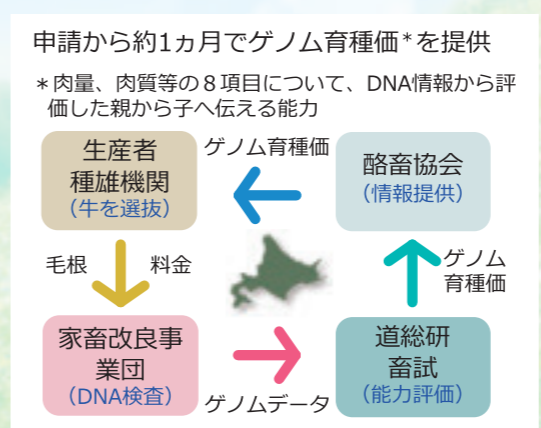 申請から約1ヵ月でゲノム育種価*を提供
*肉量、肉質等の8項目について、DNA情報から評
価した親から子へ伝える能力
生産者
種雄機関
(牛を選抜)
ゲノム育種価
酪畜協会
(情報提供)
毛根
料金
ゲノム
育種価
家畜改良事
業団
(DNA検査)
ゲノムデータ
道総研
畜試
(能力評価)